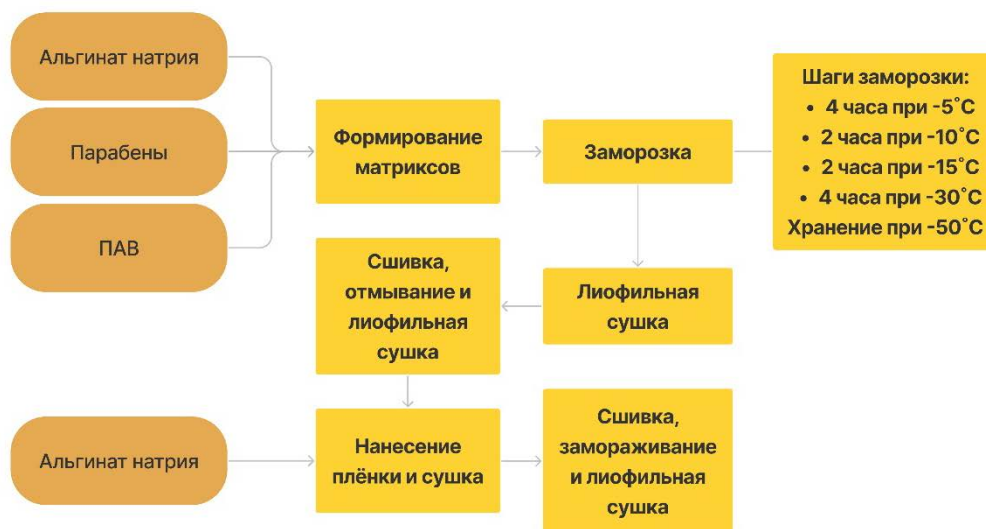 Альгинат натрия
Парабены
ПАВ
Формирование
матриксов
Заморозка
Шаги заморозки:
• 4 часа при -5˚C
• 2 часа при -10˚C
• 2 часа при -15˚C
• 4 часа при -30˚C
Хранение при -50˚C
Сшивка,
отмывание и
лиофильная
сушка
Лиофильная
сушка
Альгинат натрия
Нанесение
плёнки и сушка
Сшивка,
замораживание
и лиофильная
сушка